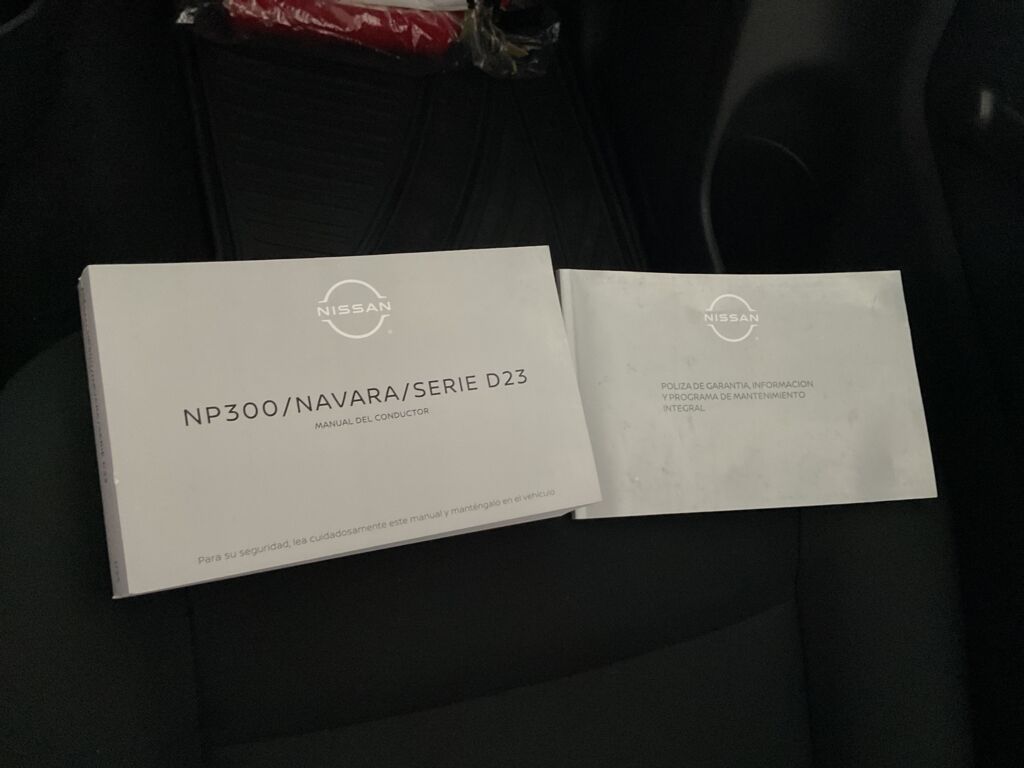 NISSAN
NP300/NAVARA/SERIE D23
MANUAL DEL CONDUCTOR
Para su seguridad, lea cuidadosamente este manual y manténgalo en el vehículo
NISSAN
POLIZA DE GARANTIA, INFORMACION
Y PROGRAMA DE MANTENIMIENTO
INTEGRAL